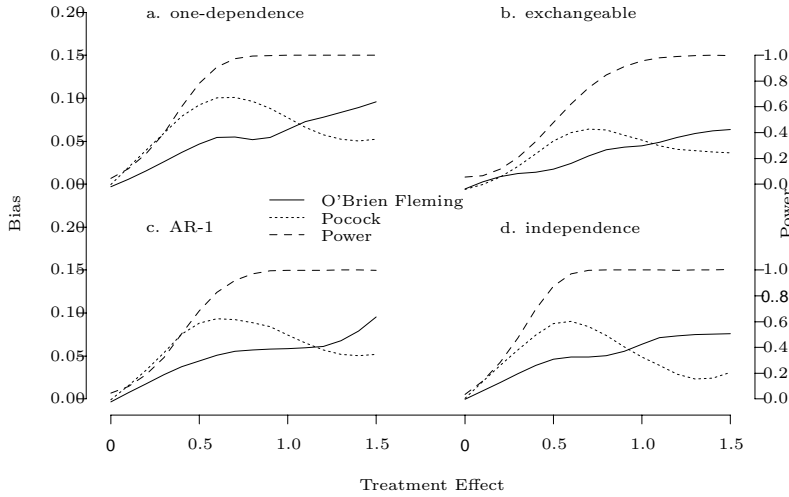 a. one-dependence
b. exchangeable
0.20
0.15
0.10
0.05
0.00
1.0
0.8
0.6
0.4
0.2
0.0
O'Brien Fleming
Pocock
Power
Bias
Power
c. AR-1
d. independence
0.20
0.15
0.10
0.05
0.00
1.0
0.8
0.6
0.4
0.2
0.0
0 0.5 1.0 1.5
0 0.5 1.0 1.5
Treatment Effect